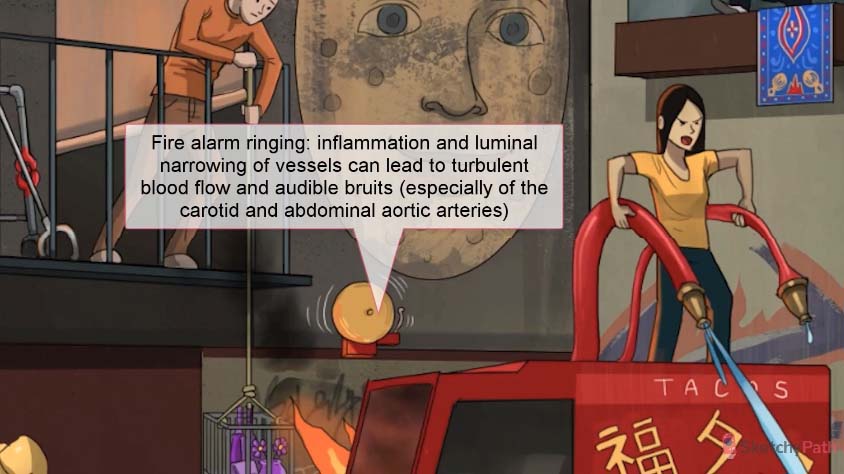 Fire alarm ringing: inflammation and luminal
narrowing of vessels can lead to turbulent
blood flow and audible bruits (especially of the
carotid and abdominal aortic arteries)
TACOS
福
SketchyPath